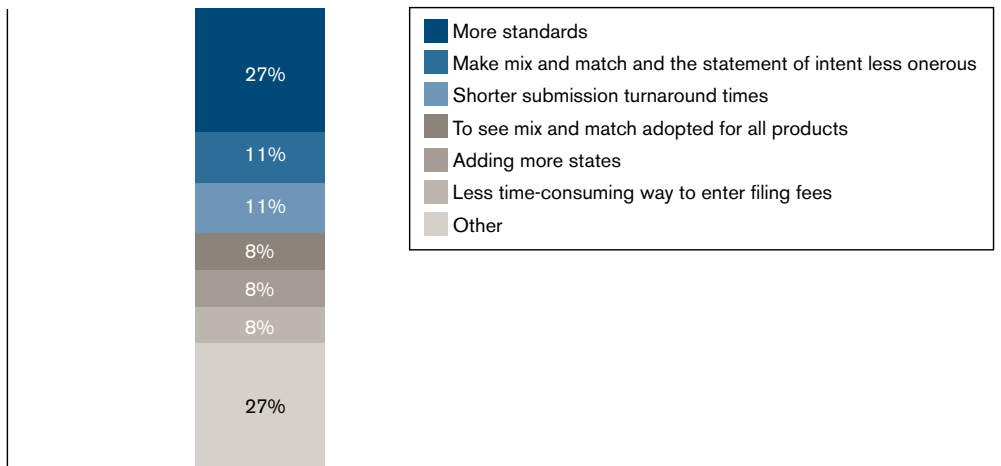 27%
11%
11%
8%
8%
8%
27%
More standards
Make mix and match and the statement of intent less onerous
Shorter submission turnaround times
To see mix and match adopted for all products
Adding more states
Less time-consuming way to enter filing fees
Other